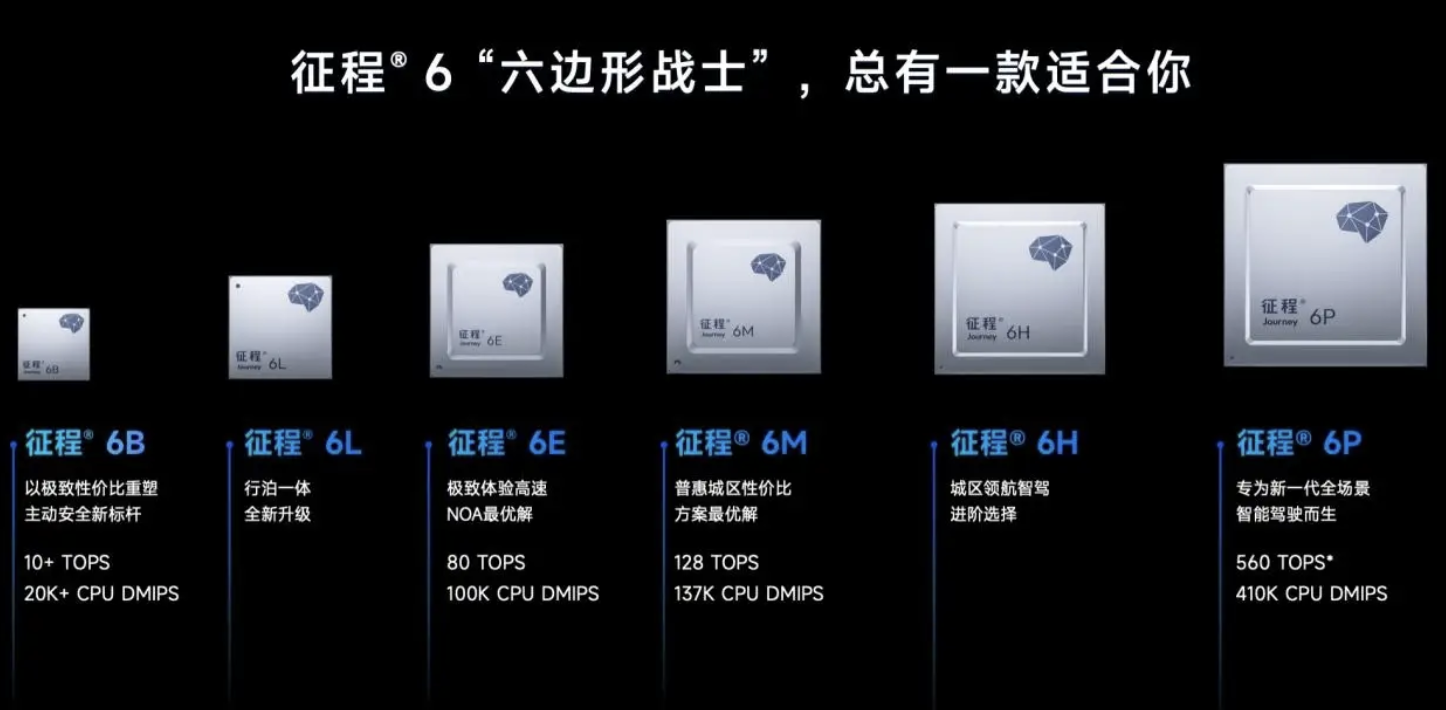 征程® 6 “六边形战士”，总有一款适合你
征程®
Journey 6B
征程®
Journey 6L
征程®
Journey 6E
征程®
Journey 6M
征程®
Journey 6H
征程®
Journey 6P
征程® 6B
以极致性价比重塑
主动安全新标杆
10+ TOPS
20K+ CPU DMIPS
征程® 6L
行泊一体
全新升级
征程® 6E
极致体验高速
NOA最优解
80 TOPS
100K CPU DMIPS
征程® 6M
普惠城区性价比
方案最优解
128 TOPS
137K CPU DMIPS
征程® 6H
城区领航智驾
进阶选择
征程® 6P
专为新一代全场景
智能驾驶而生
560 TOPS*
410K CPU DMIPS